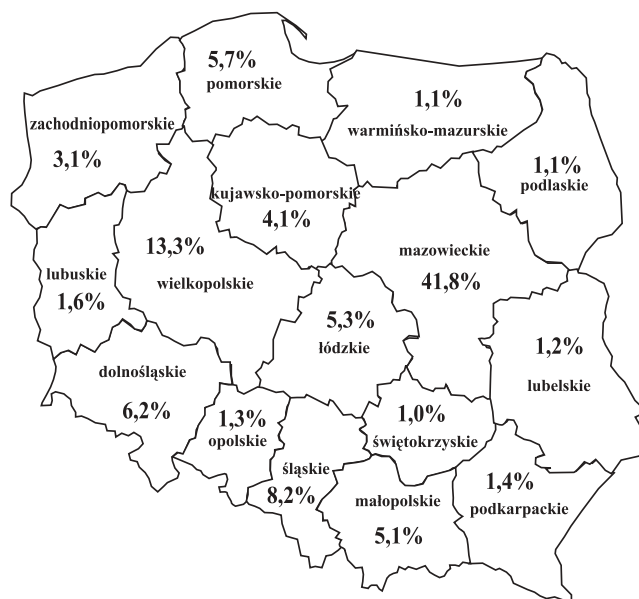 5,7%
pomorskie
1,1%
warmińsko-mazurskie
zachodniopomorskie
3,1%
1,1%
podlaskie
kujawsko-pomorskie
4,1%
13,3%
wielkopolskie
mazowieckie
41,8%
lubuskie
1,6%
5,3%
łódzkie
1,2%
lubelskie
dolnośląskie
6,2%
1,3%
opolskie
1,0%
świętokrzyskie
śląskie
8,2%
małopolskie
5,1%
1,4%
podkarpackie